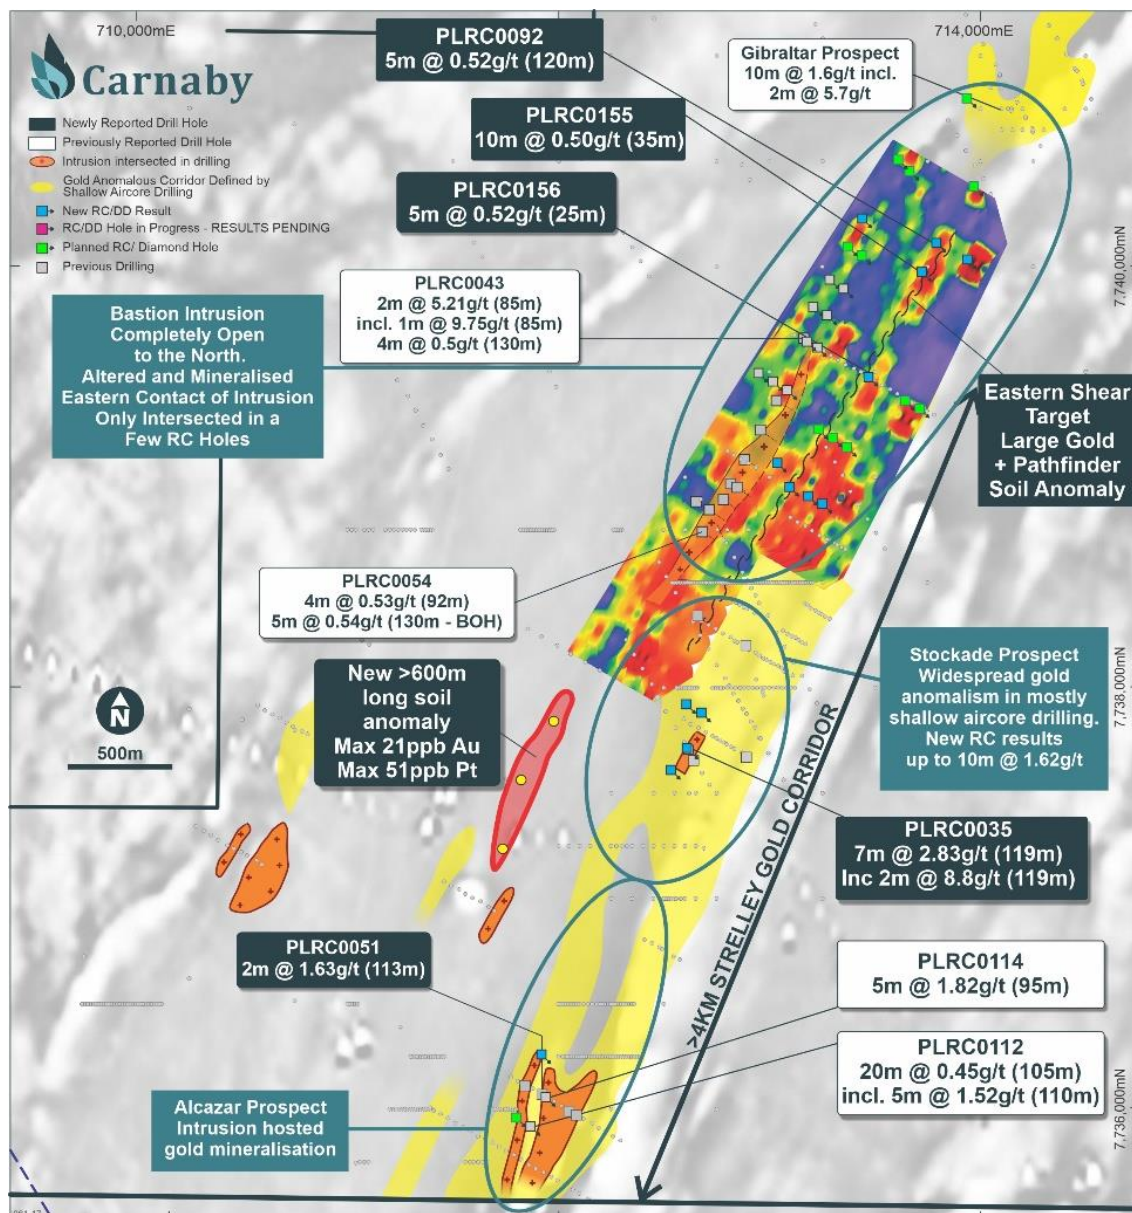 710,000mE
714,000mE
PLRC0092
5m @ 0.52g/t (120m)
Gibraltar Prospect
10m @ 1.6g/t incl.
2m @ 5.7g/t
Carnaby
PLRC0155
10m @ 0.50g/t (35m)
Newly Reported Drill Hole
Previously Reported Drill Hole
Intrusion intersected in drilling
Gold Anomalous Corridor Defined by
Shallow Aircore Drilling
New RC/DD Result
RC/DD Hole in Progress - RESULTS PENDING
Planned RC/ Diamond Hole
Previous Drilling
PLRC0156
5m @ 0.52g/t (25m)
7,740,000mN
PLRC0043
2m @ 5.21g/t (85m)
incl. 1m @ 9.75g/t (85m)
4m @ 0.5g/t (130m)
Bastion Intrusion
Completely Open
to the North.
Altered and Mineralised
Eastern Contact of Intrusion
Only Intersected in a
Few RC Holes
Eastern Shear
Target
Large Gold
+ Pathfinder
Soil Anomaly
PLRC0054
4m @ 0.53g/t (92m)
5m @ 0.54g/t (130m - BOH)
New >600m
long soil
anomaly
Max 21ppb Au
Max 51ppb Pt
Stockade Prospect
Widespread gold
anomalism in mostly
shallow aircore drilling.
New RC results
up to 10m @ 1.62g/t
7,738,000mN
N
500m
>4KM STRELLEY GOLD CORRIDOR
PLRC0035
7m @ 2.83g/t (119m)
Inc 2m @ 8.8g/t (119m)
PLRC0051
2m @ 1.63g/t (113m)
PLRC0114
5m @ 1.82g/t (95m)
PLRC0112
20m @ 0.45g/t (105m)
incl. 5m @ 1.52g/t (110m)
Alcazar Prospect
Intrusion hosted
gold mineralisation
7,736,000mN